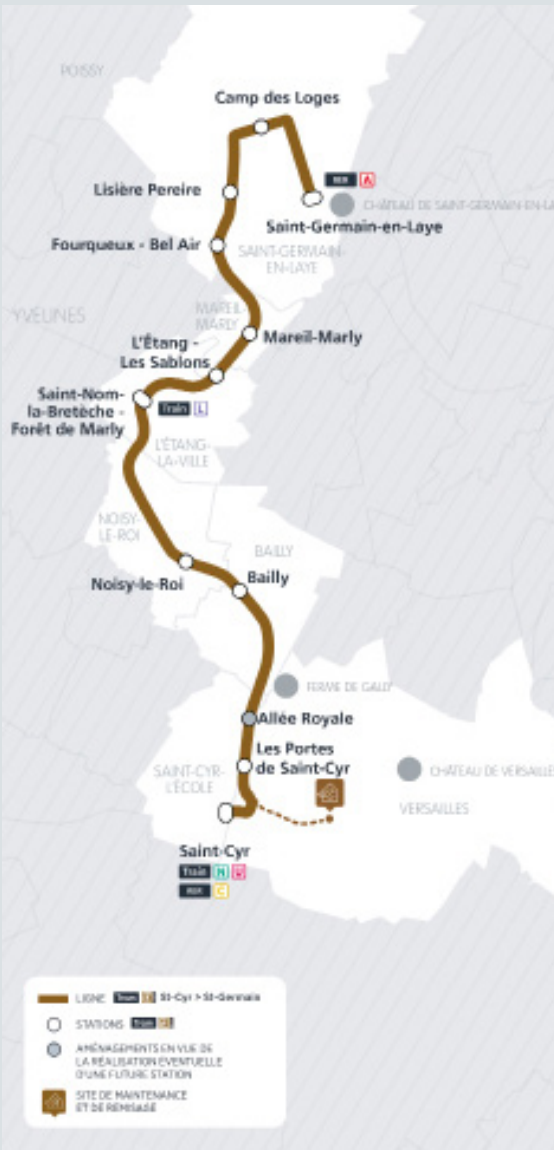 POISSY
Camp des Loges
RER A
Lisière Pereire
CHÂTEAU DE SAINT-GERMAIN-EN-LA
Saint-Germain-en-Laye
Fourqueux - Bel Air
SAINT-GERMAIN-
EN-LAYE
YVELINES
MAREIL-
MARLY
Mareil-Marly
L'Étang -
Les Sablons
Saint-Nom-
la-Bretèche -
Forêt de Marly
Train L
L'ÉTANG-
LA-VILLE
NOISY-
LE-ROI
BAILLY
Noisy-le-Roi
Bailly
FERME DE GALLY
Allée Royale
Les Portes
de Saint-Cyr
SAINT-CYR-
L'ÉCOLE
CHÂTEAU DE VERSAILLE
VERSAILLES
Saint-Cyr
Train N
RER C
LIGNE Tram St-Cyr > St-Germain
STATIONS Tram
AMÉNAGEMENTS EN VUE DE
LA RÉALISATION ÉVENTUELLE
D'UNE FUTURE STATION
SITE DE MAINTENANCE
ET DE REMISAGE